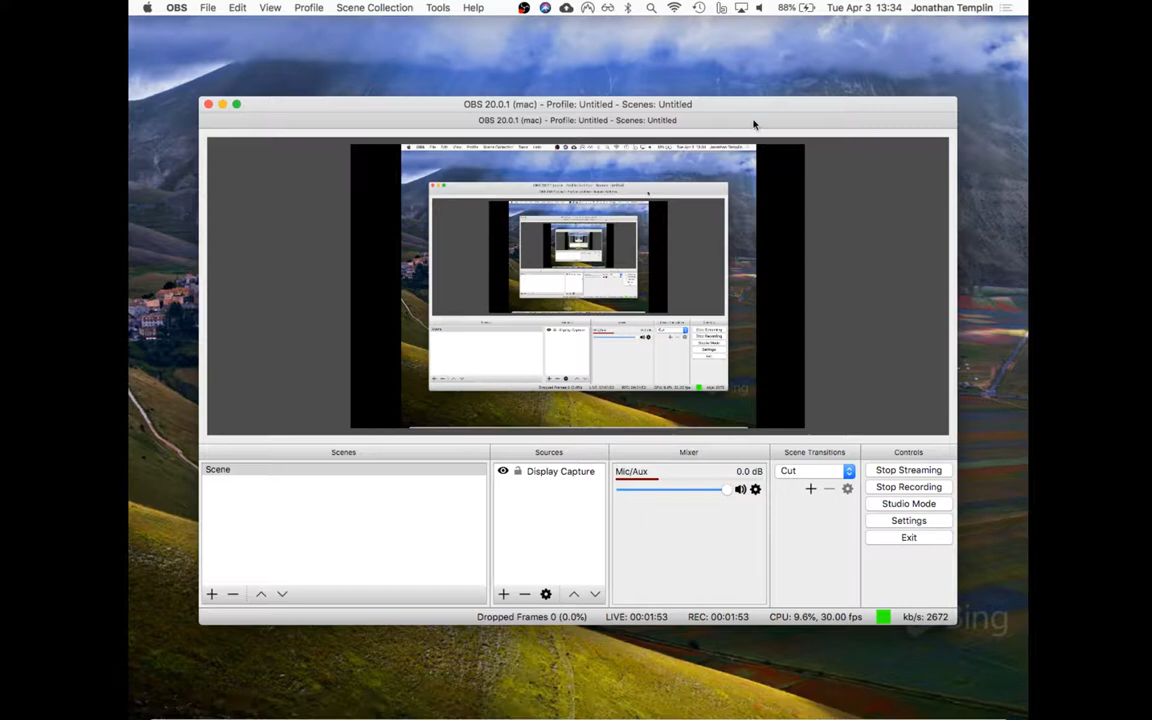 OBS File Edit View Profile Scene Collection Tools Help 88% Tue Apr 3 13:34 Jonathan Templin
OBS 20.0.1 (mac) - Profile: Untitled - Scenes: Untitled
OBS 20.0.1 (mac) - Profile: Untitled - Scenes: Untitled
Scenes Sources Mixer Scene Transitions Controls
Scene
Display Capture
Mic/Aux 0.0 dB
Cut
Stop Streaming
Stop Recording
Studio Mode
Settings
Exit
Dropped Frames 0 (0.0%) LIVE: 00:01:53 REC: 00:01:53 CPU: 9.6%, 30.00 fps kb/s: 2672